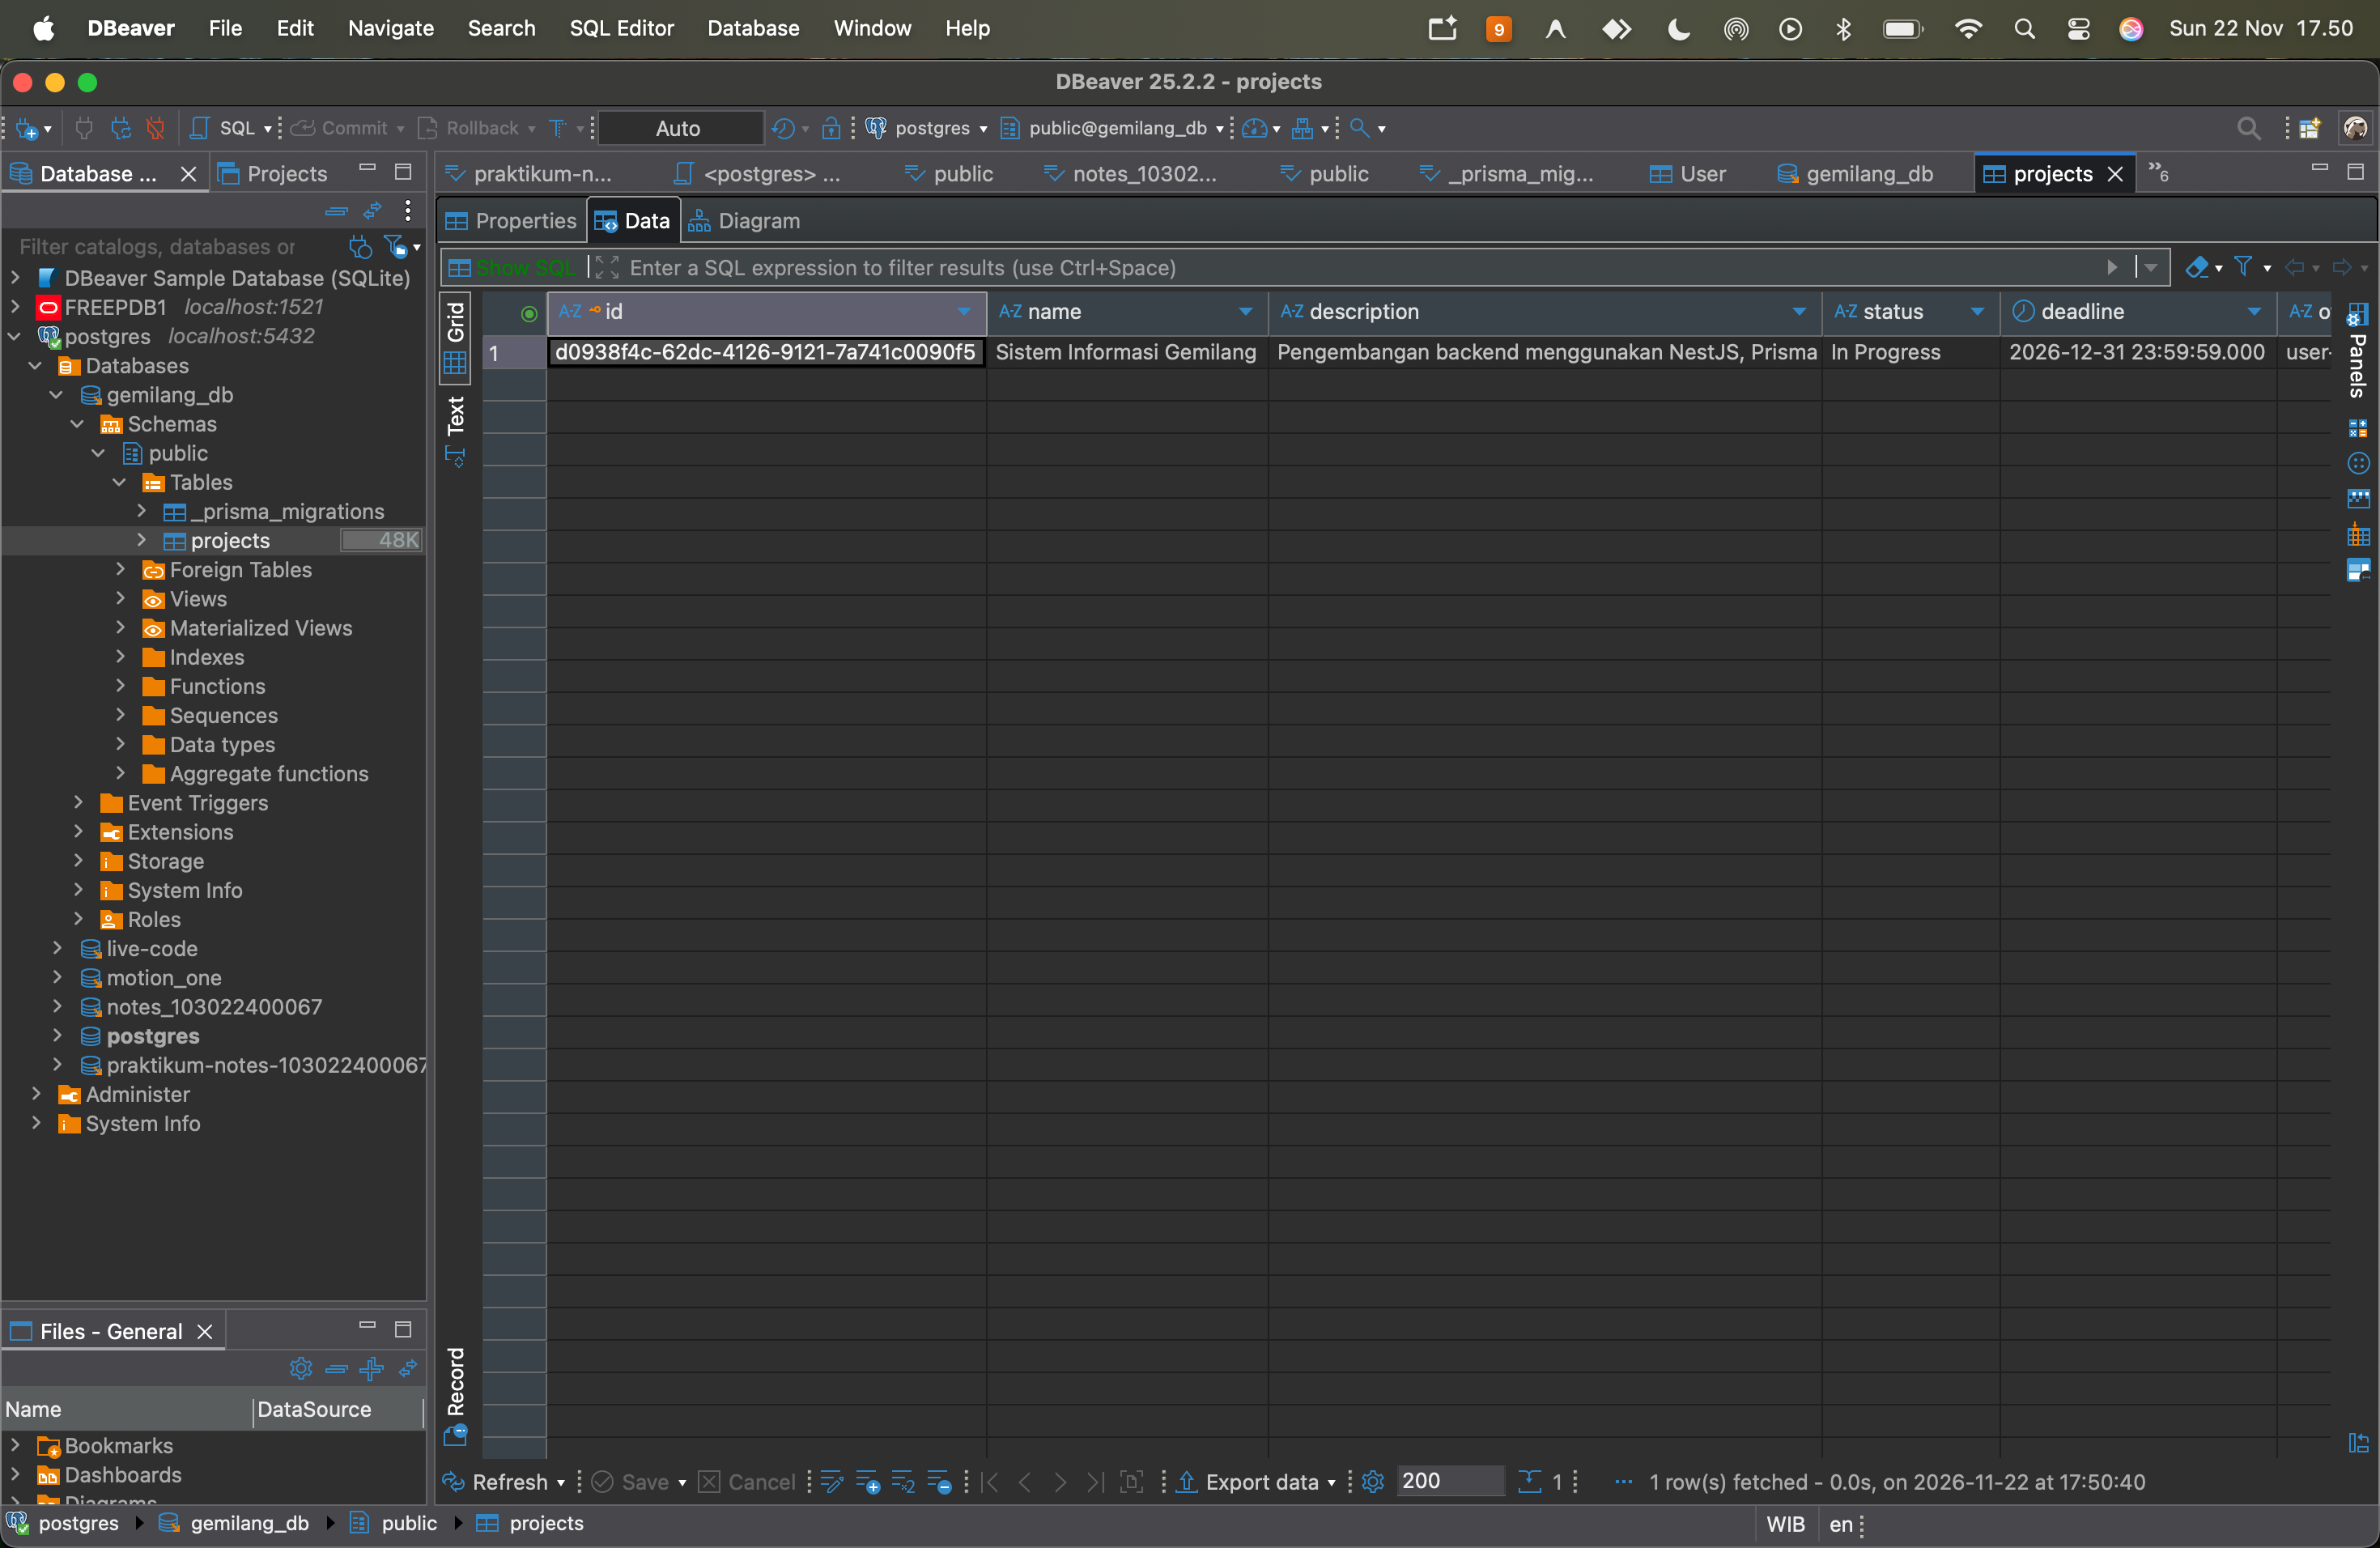 DBeaver File Edit Navigate Search SQL Editor Database Window Help 9 Sun 22 Nov 17.50
DBeaver 25.2.2 - projects
SQL Commit Rollback T Auto postgres public@gemilang_db
Database ... Projects
praktikum-n... <postgres> ... public notes_10302... public _prisma_mig... User gemilang_db projects »6
Properties Data Diagram
Filter catalogs, databases or
Show SQL Enter a SQL expression to filter results (use Ctrl+Space)
DBeaver Sample Database (SQLite)
FREEPDB1 localhost:1521
postgres localhost:5432
Databases
gemilang_db
Schemas
public
Tables
_prisma_migrations
projects 48K
Foreign Tables
Views
Materialized Views
Indexes
Functions
Sequences
Data types
Aggregate functions
Event Triggers
Extensions
Storage
System Info
Roles
live-code
motion_one
notes_103022400067
postgres
praktikum-notes-103022400067
Administer
System Info
Grid
Text
Record
A-Z id A-Z name A-Z description A-Z status deadline A-Z
1 d0938f4c-62dc-4126-9121-7a741c0090f5 Sistem Informasi Gemilang Pengembangan backend menggunakan NestJS, Prisma In Progress 2026-12-31 23:59:59.000 user-
Panels
Files - General
Name DataSource
Bookmarks
Dashboards
Diagrams
Refresh Save Cancel Export data 200 1 ... 1 row(s) fetched - 0.0s, on 2026-11-22 at 17:50:40
postgres gemilang_db public projects WIB en